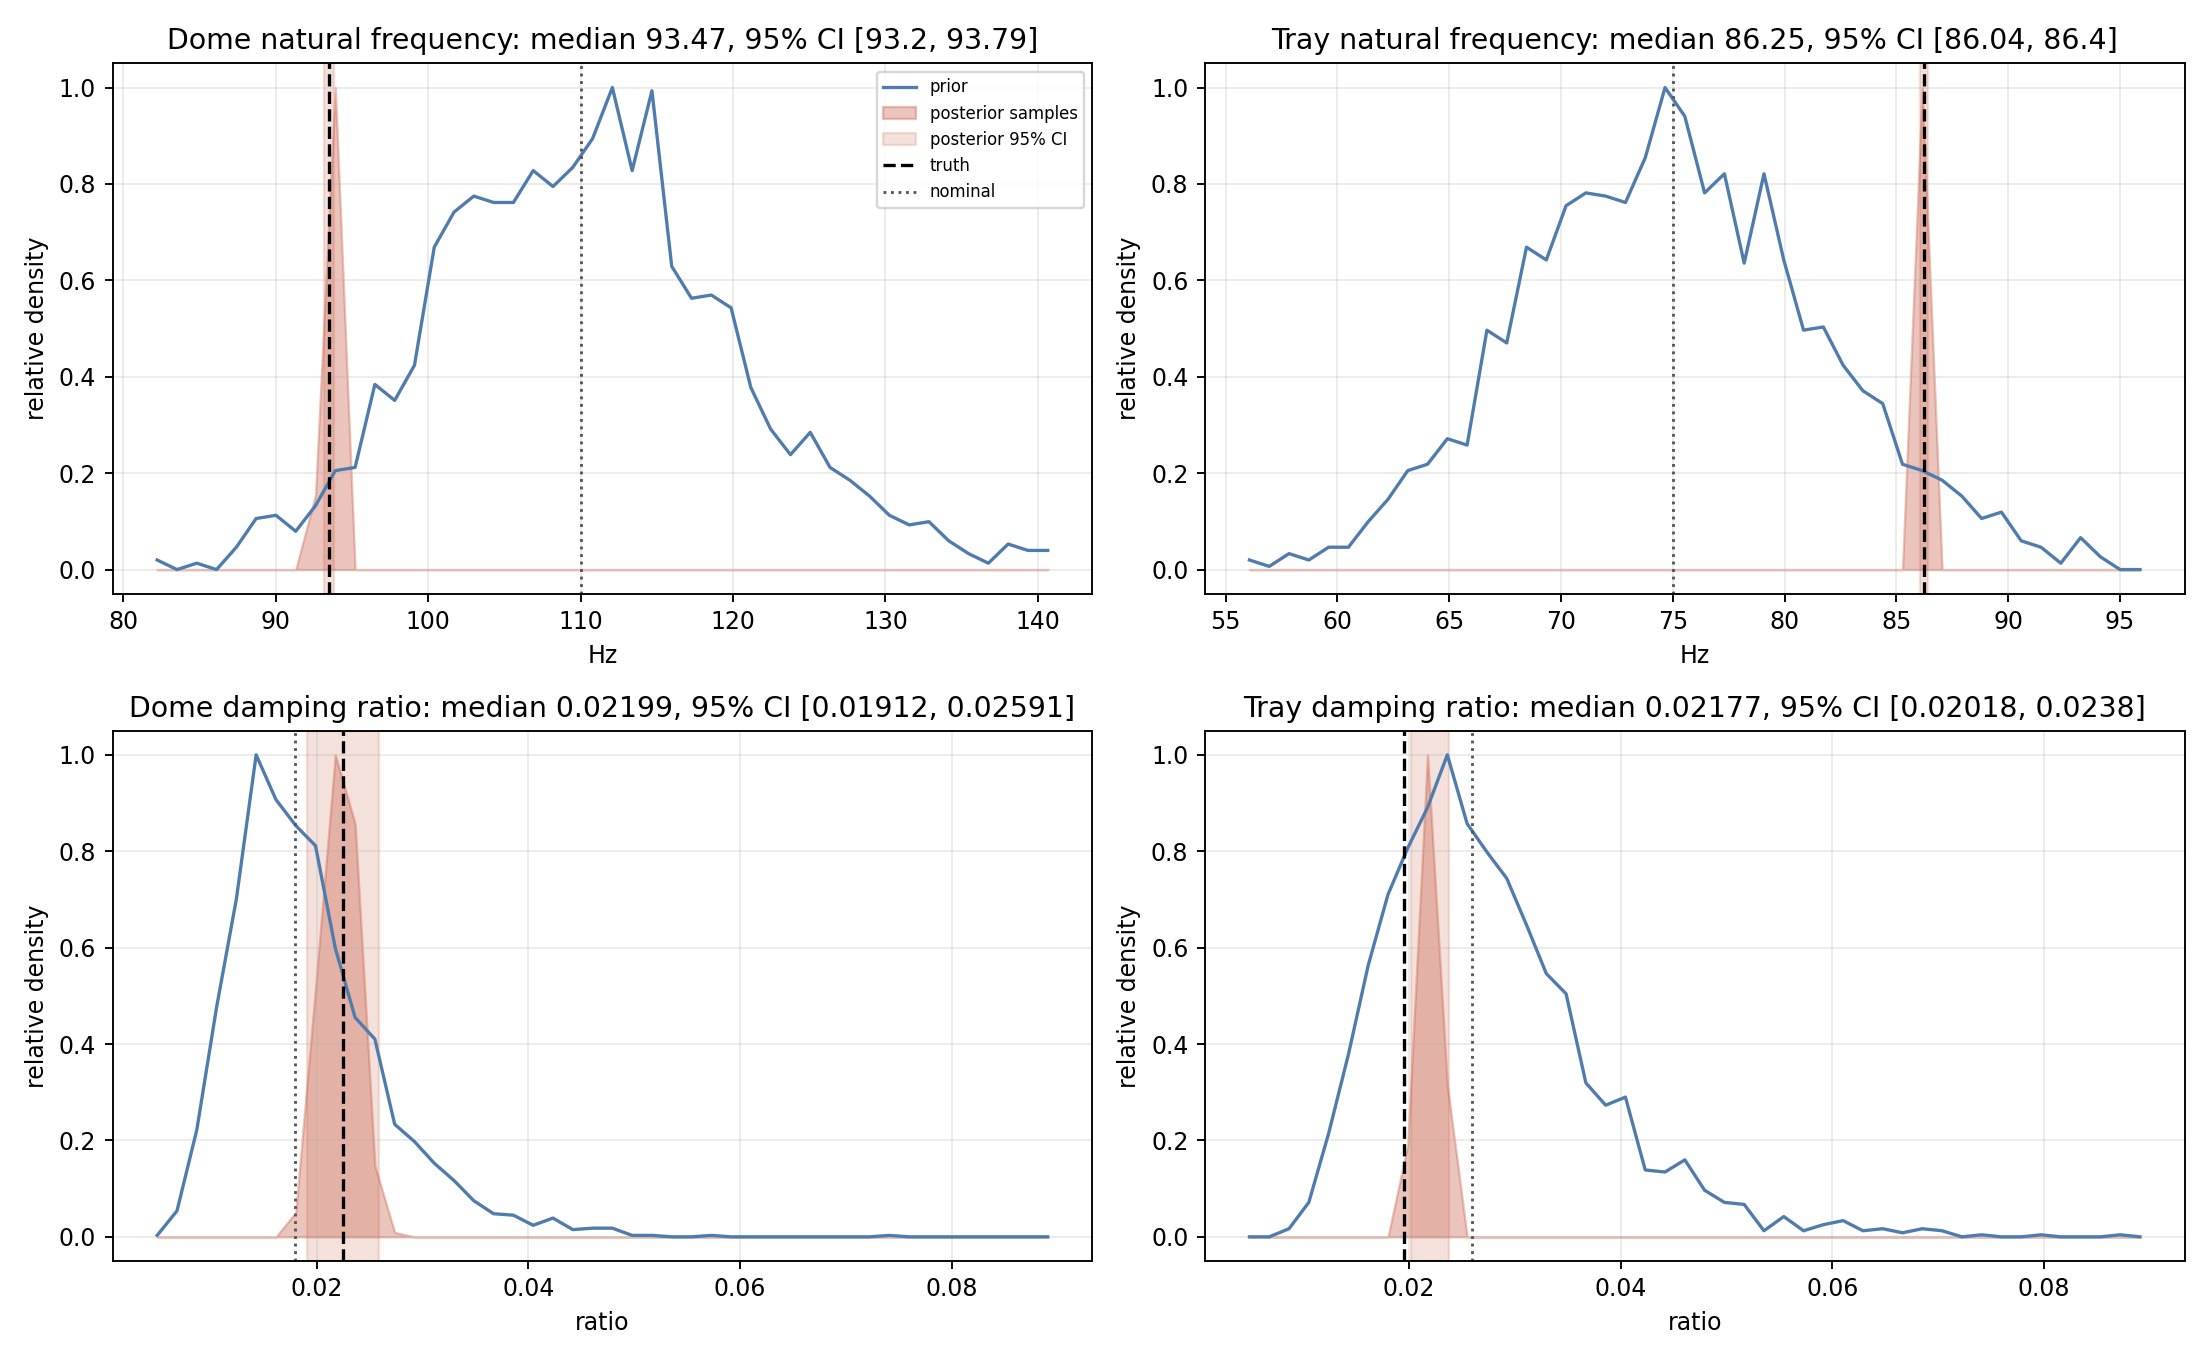 Dome natural frequency: median 93.47, 95% CI [93.2, 93.79]
relative density
1.0
0.8
0.6
0.4
0.2
0.0
prior
posterior samples
posterior 95% CI
truth
nominal
80 90 100 110 120 130 140
Hz
Tray natural frequency: median 86.25, 95% CI [86.04, 86.4]
relative density
1.0
0.8
0.6
0.4
0.2
0.0
55 60 65 70 75 80 85 90 95
Hz
Dome damping ratio: median 0.02199, 95% CI [0.01912, 0.02591]
relative density
1.0
0.8
0.6
0.4
0.2
0.0
0.02 0.04 0.06 0.08
ratio
Tray damping ratio: median 0.02177, 95% CI [0.02018, 0.0238]
relative density
1.0
0.8
0.6
0.4
0.2
0.0
0.02 0.04 0.06 0.08
ratio